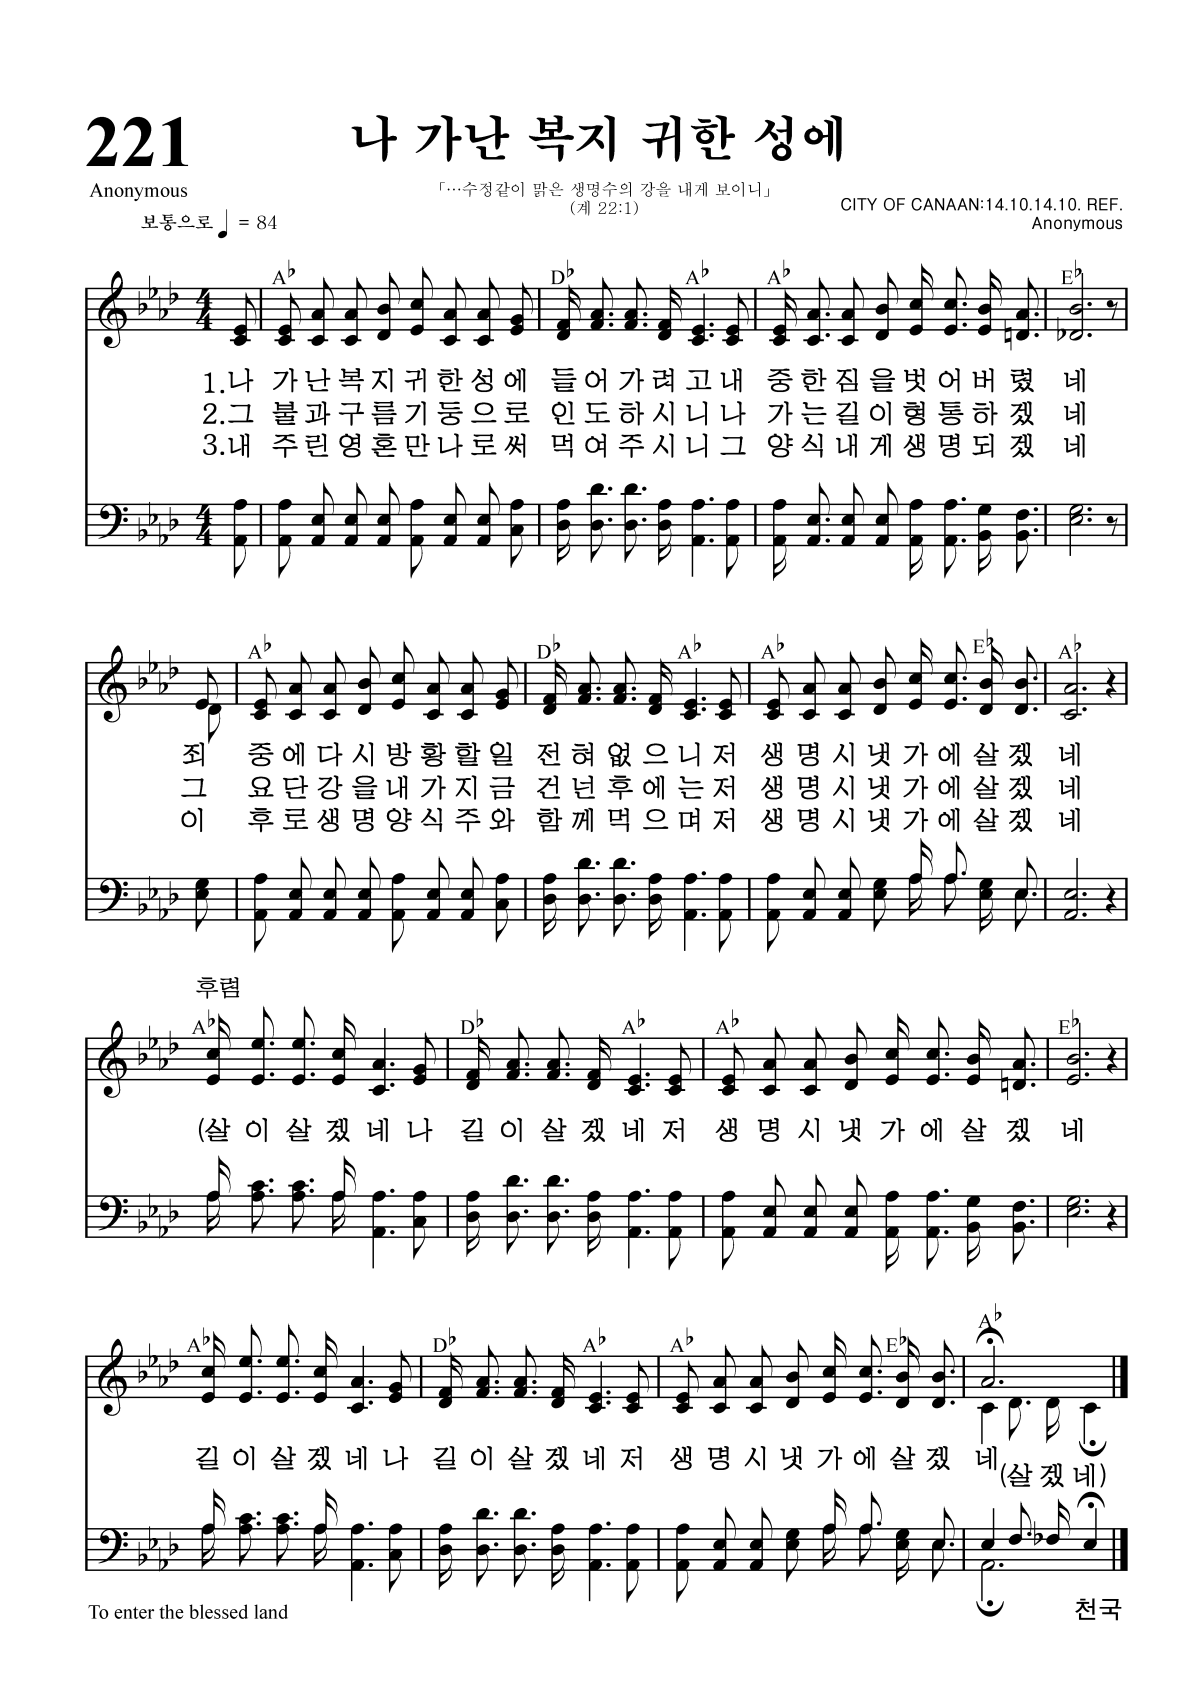 221
나 가난 복지 귀한 성에
Anonymous
「…수정같이 맑은 생명수의 강을 내게 보이니」
(계 22:1)
CITY OF CANAAN:14.10.14.10. REF.
보통으로 ♩ = 84
Anonymous
A♭ D♭ A♭ A♭ E♭
1.나 가난복지귀한성에 들어가려고내 중한짐을벗어버렸 네
2.그 불과구름기둥으로 인도하시니나 가는길이형통하겠 네
3.내 주린영혼만나로써 먹여주시니그 양식내게생명되겠 네
A♭ D♭ A♭ A♭ E♭ A♭
죄 중에다시방황할일 전혀없으니저 생명시냇가에살겠 네
그 요단강을내가지금 건넌후에는저 생명시냇가에살겠 네
이 후로생명양식주와 함께먹으며저 생명시냇가에살겠 네
후렴
A♭ D♭ A♭ A♭ E♭
(살이살겠네나 길이살겠네저 생명시냇가에살겠 네
A♭ D♭ A♭ A♭ E♭ A♭
길이살겠네나 길이살겠네저 생명시냇가에살겠 네
(살겠네)
To enter the blessed land
천국